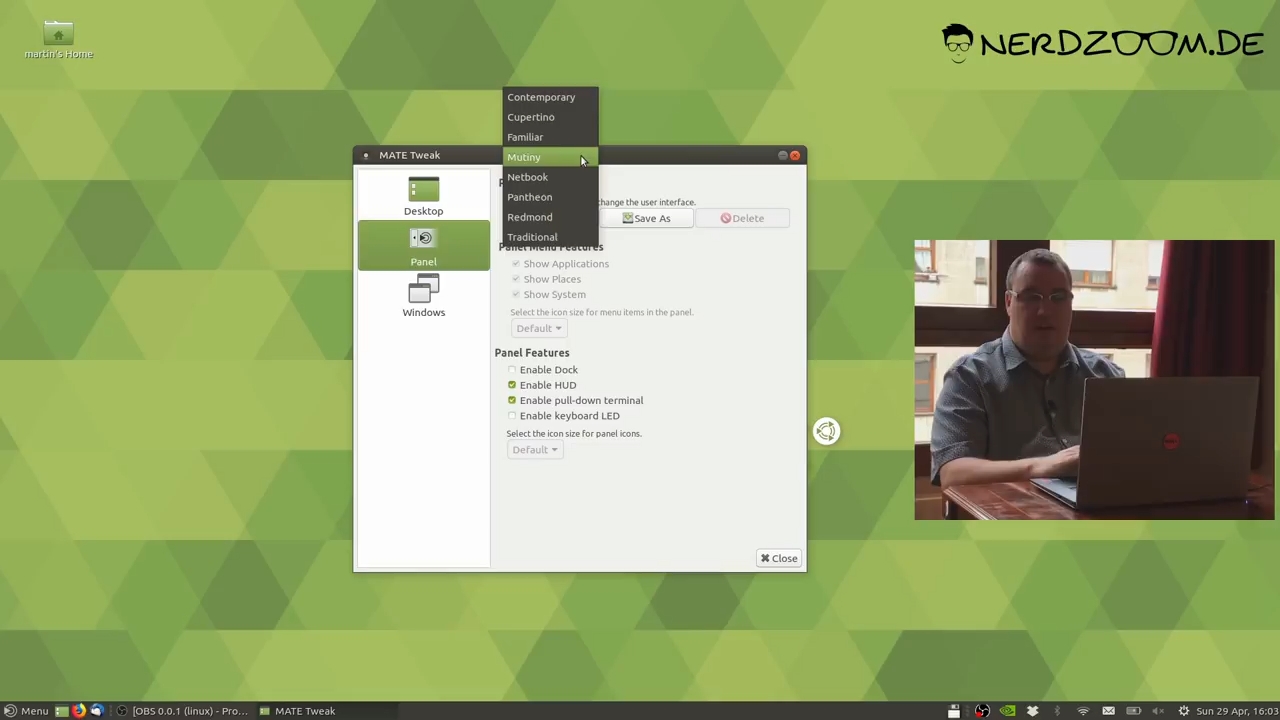 martin's Home
NERDZOOM.DE
MATE Tweak
Contemporary
Cupertino
Familiar
Mutiny
Netbook
Pantheon
Redmond
Traditional
Desktop
Panel
Windows
change the user interface.
Save As
Delete
Panel Menu Features
Show Applications
Show Places
Show System
Select the icon size for menu items in the panel.
Default
Panel Features
Enable Dock
Enable HUD
Enable pull-down terminal
Enable keyboard LED
Select the icon size for panel icons.
Default
Close
Menu
[OBS 0.0.1 (linux) - Pro...
MATE Tweak
Sun 29 Apr, 16:03